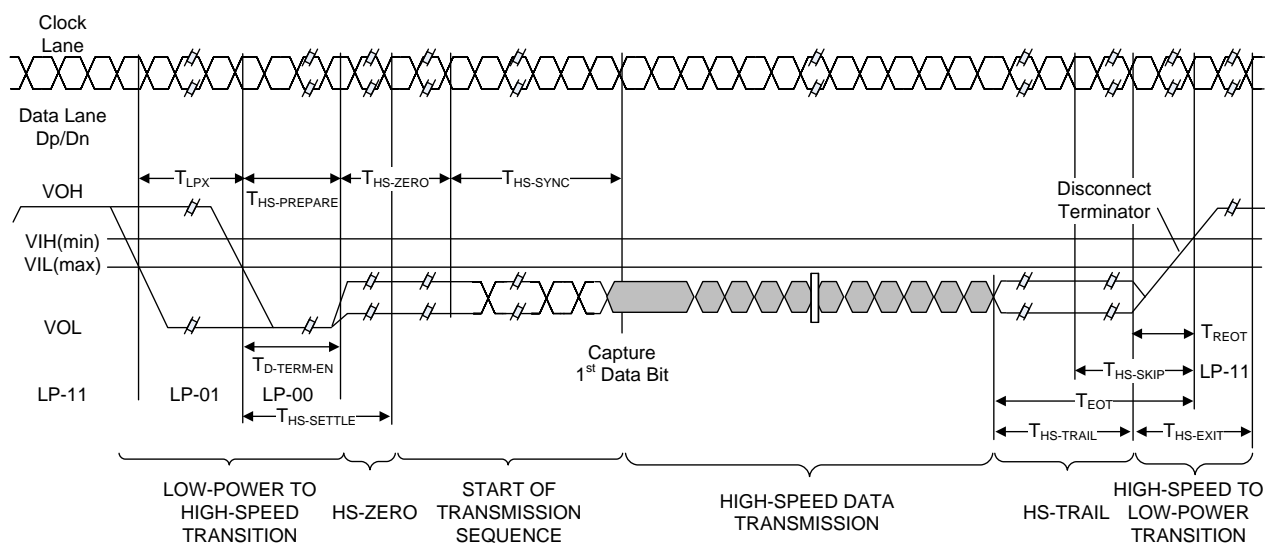 Clock
Lane
Data Lane
Dp/Dn
VOH
VIH(min)
VIL(max)
VOL
TLPX
THS-PREPARE
THS-ZERO
THS-SYNC
Disconnect
Terminator
TD-TERM-EN
Capture
1st Data Bit
TREOT
LP-11
LP-01
LP-00
THS-SKIP
LP-11
THS-SETTLE
TEOT
THS-TRAIL
THS-EXIT
LOW-POWER TO
HIGH-SPEED
TRANSITION
HS-ZERO
START OF
TRANSMISSION
SEQUENCE
HIGH-SPEED DATA
TRANSMISSION
HS-TRAIL
HIGH-SPEED TO
LOW-POWER
TRANSITION